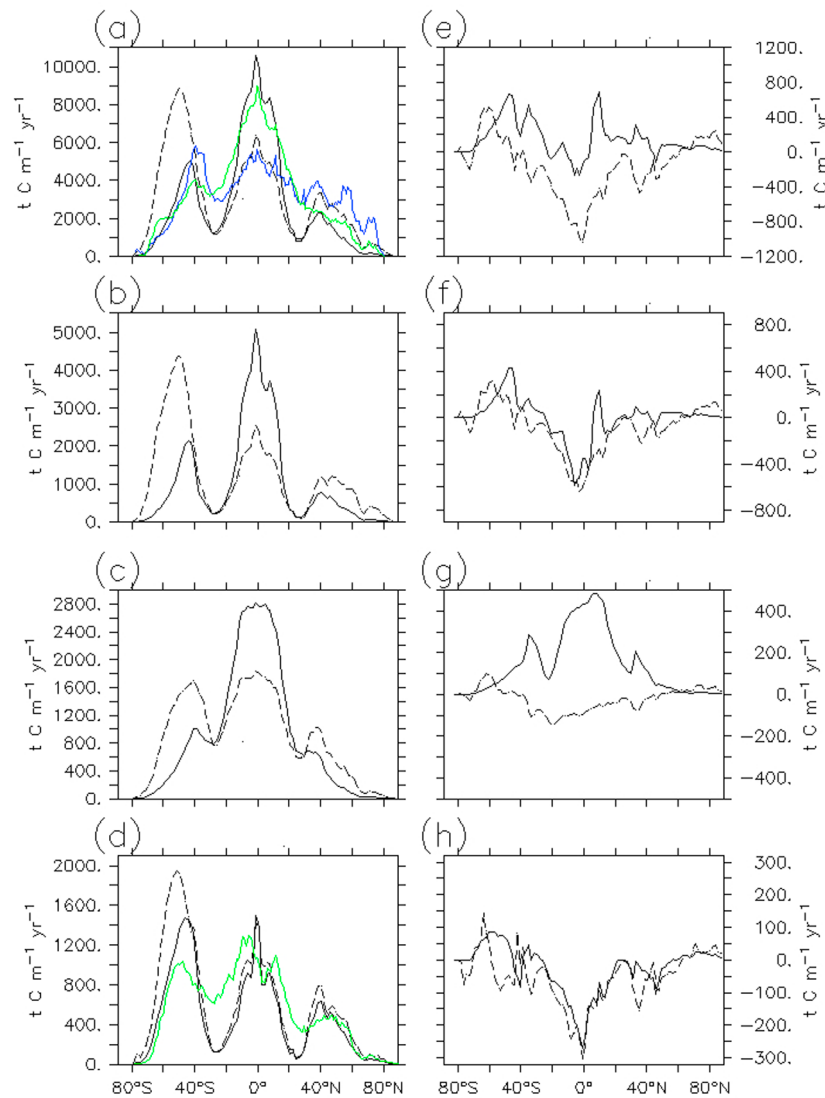 (a)
10000.
8000.
6000.
4000.
2000.
0.
t C m⁻¹ yr⁻¹
(e)
1200.
800.
400.
0.
−400.
−800.
−1200.
t C m⁻¹ yr⁻¹
(b)
5000.
4000.
3000.
2000.
1000.
0.
t C m⁻¹ yr⁻¹
(f)
800.
400.
0.
−400.
−800.
t C m⁻¹ yr⁻¹
(c)
2800.
2400.
2000.
1600.
1200.
800.
400.
0.
t C m⁻¹ yr⁻¹
(g)
400.
200.
0.
−200.
−400.
t C m⁻¹ yr⁻¹
(d)
2000.
1600.
1200.
800.
400.
0.
t C m⁻¹ yr⁻¹
80°S 40°S 0° 40°N 80°N
(h)
300.
200.
100.
0.
−100.
−200.
−300.
t C m⁻¹ yr⁻¹
80°S 40°S 0° 40°N 80°N